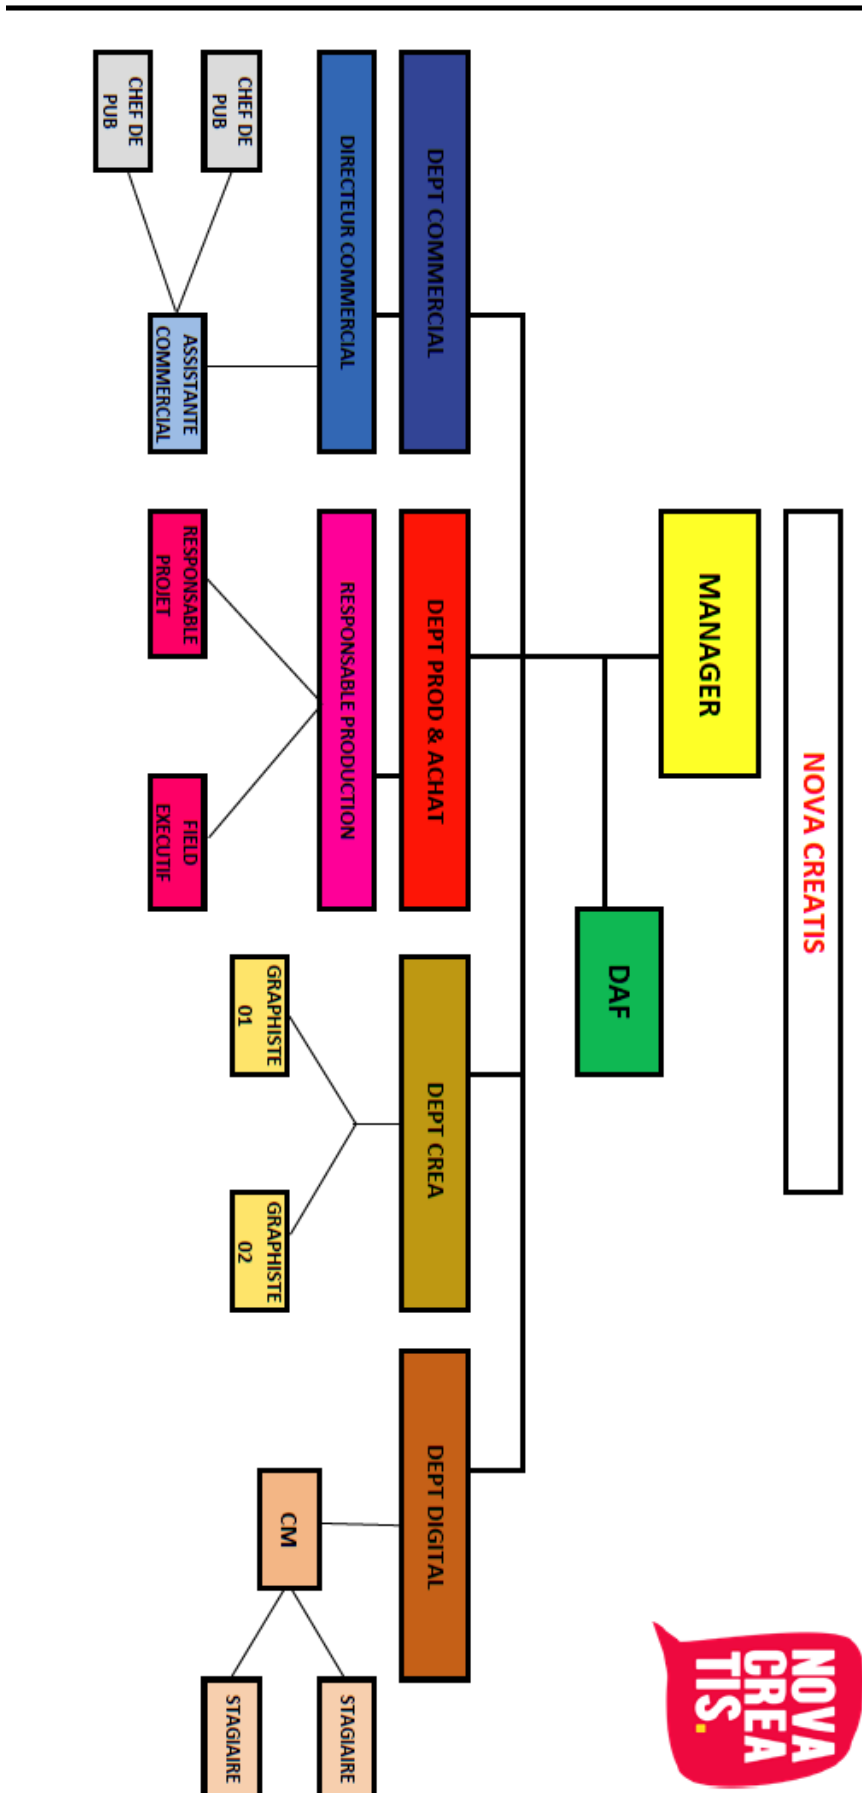 NOVA CREATIS
NOVA
CREA
TIS.
MANAGER
DAF
DEPT COMMERCIAL
DEPT PROD & ACHAT
DEPT CREA
DEPT DIGITAL
DIRECTEUR COMMERCIAL
RESPONSABLE PRODUCTION
GRAPHISTE
01
GRAPHISTE
02
CM
CHEF DE
PUB
CHEF DE
PUB
ASSISTANTE
COMMERCIAL
RESPONSABLE
PROJET
FIELD
EXECUTIF
STAGIAIRE
STAGIAIRE